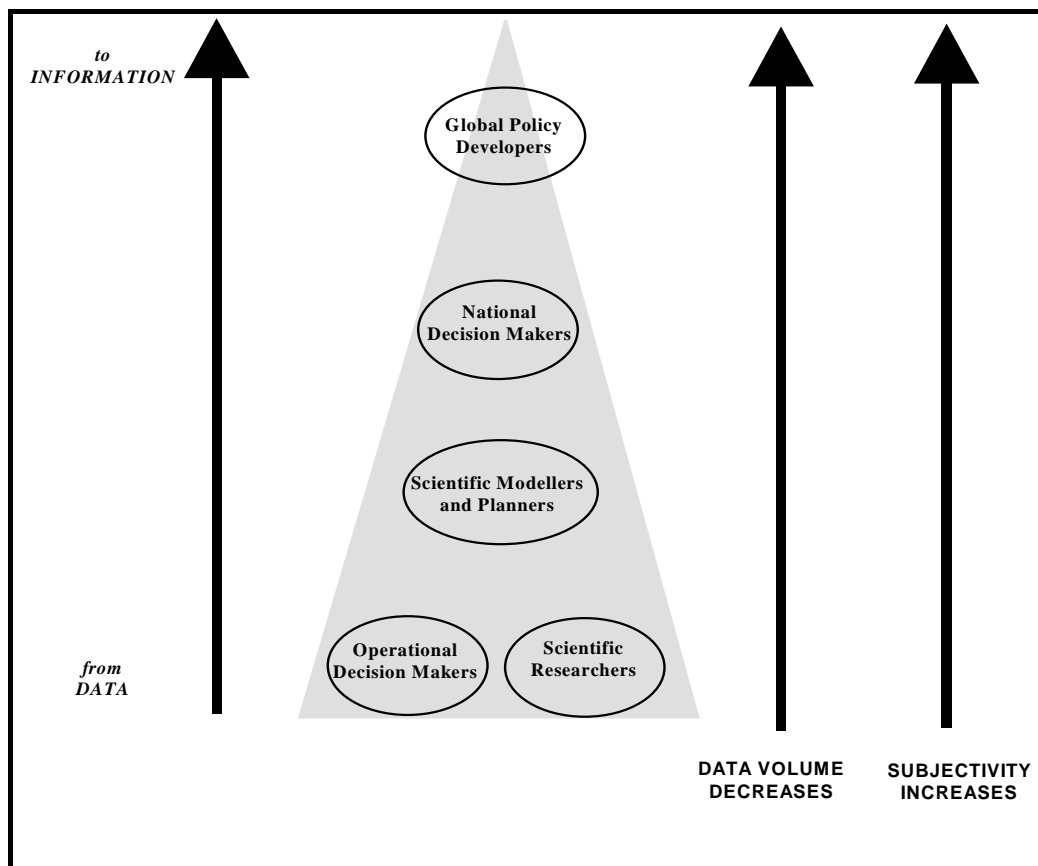 to
INFORMATION
Global Policy
Developers
National
Decision Makers
Scientific Modellers
and Planners
Operational
Decision Makers
Scientific
Researchers
from
DATA
DATA VOLUME
DECREASES
SUBJECTIVITY
INCREASES